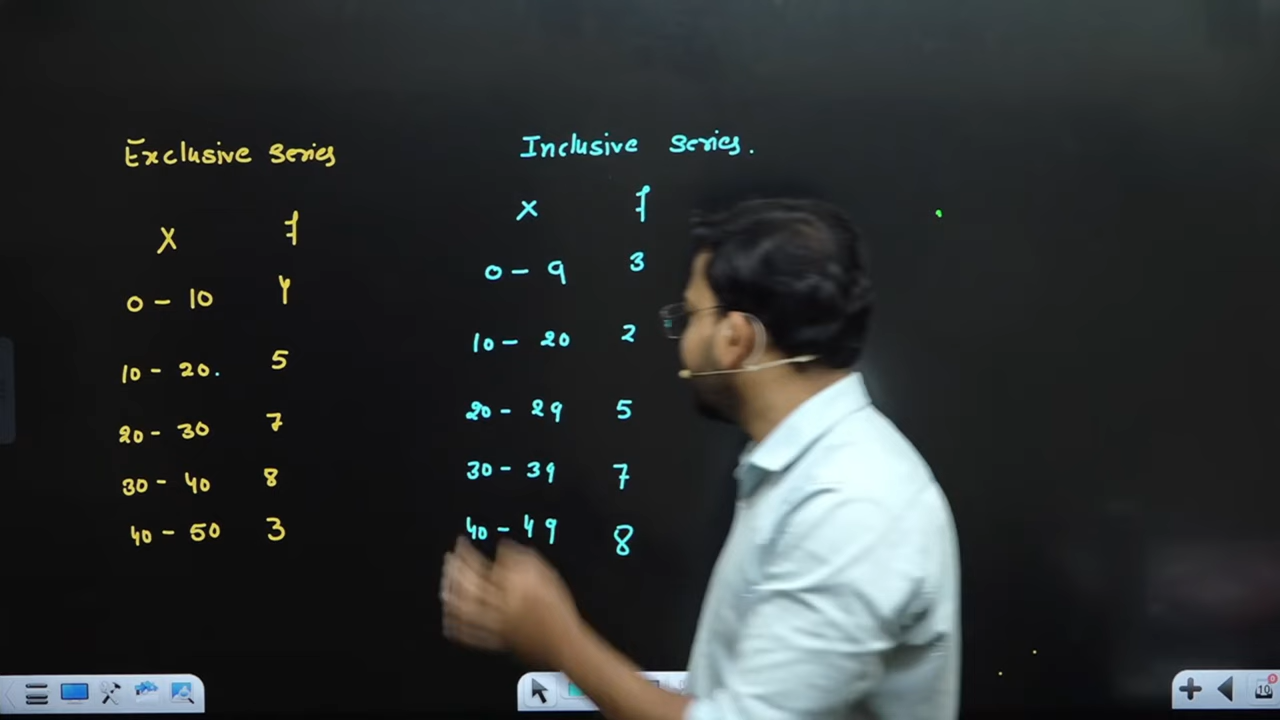 Exclusive series
X f
0 - 10 4
10 - 20. 5
20 - 30 7
30 - 40 8
40 - 50 3
Inclusive series.
X f
0 - 9 3
10 - 20 2
20 - 29 5
30 - 39 7
40 - 49 8
10